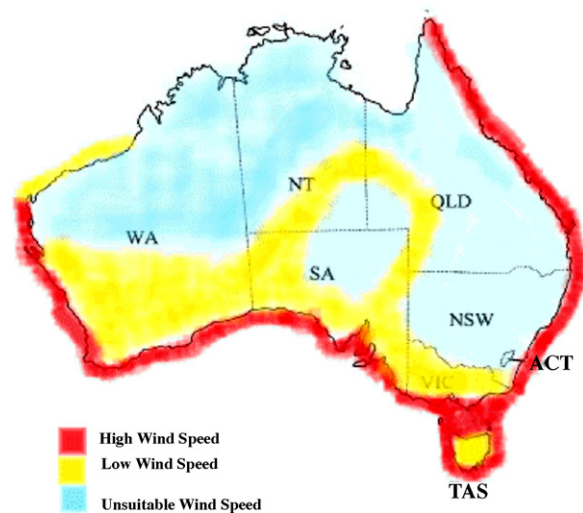 NT
QLD
WA
SA
NSW
ACT
VIC
High Wind Speed
Low Wind Speed
TAS
Unsuitable Wind Speed